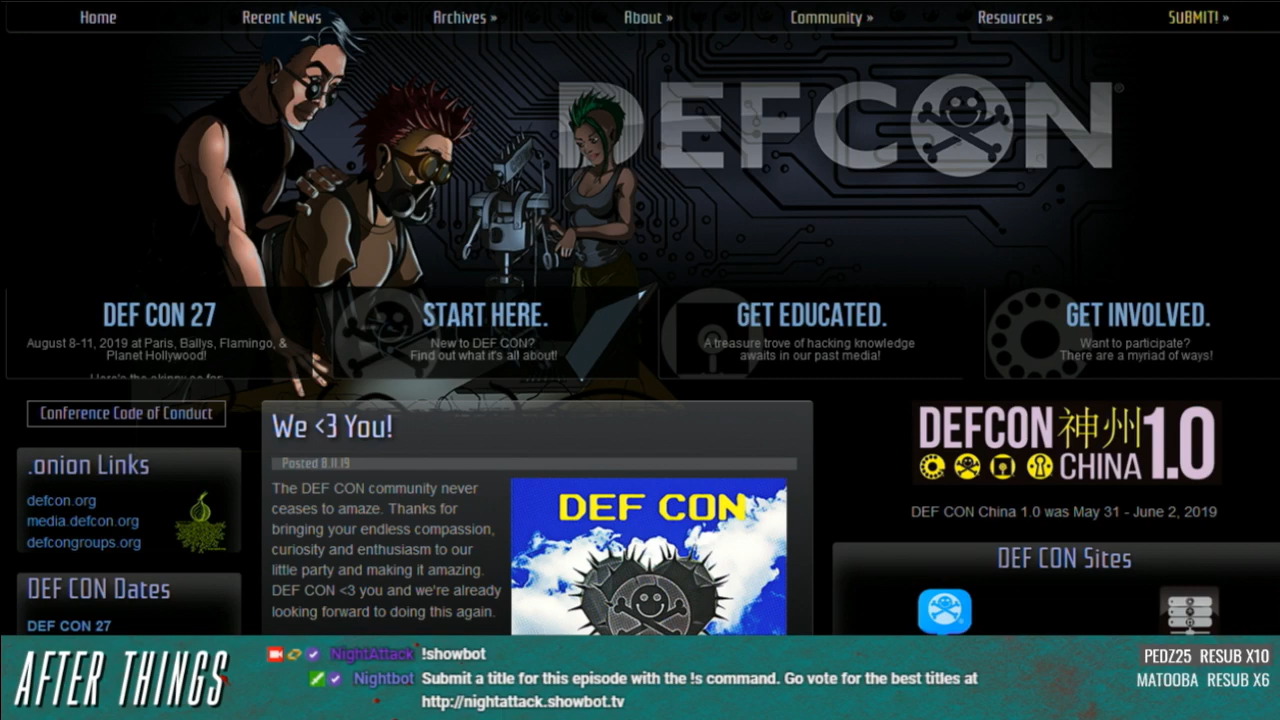 Home Recent News Archives » About » Community » Resources » SUBMIT! »
DEFCON®
DEF CON 27
August 8-11, 2019 at Paris, Ballys, Flamingo, &
Planet Hollywood!
Here's the skinny so far
START HERE.
New to DEF CON?
Find out what it's all about!
GET EDUCATED.
A treasure trove of hacking knowledge
awaits in our past media!
GET INVOLVED.
Want to participate?
There are a myriad of ways!
Conference Code of Conduct
.onion Links
defcon.org
media.defcon.org
defcongroups.org
DEF CON Dates
DEF CON 27
We <3 You!
Posted 8.11.19
The DEF CON community never
ceases to amaze. Thanks for
bringing your endless compassion,
curiosity and enthusiasm to our
little party and making it amazing.
DEF CON <3 you and we're already
looking forward to doing this again.
DEF CON
DEFCON 神州 1.0
CHINA
DEF CON China 1.0 was May 31 - June 2, 2019
DEF CON Sites
AFTER THINGS
NightAttack !showbot
Nightbot Submit a title for this episode with the !s command. Go vote for the best titles at
http://nightattack.showbot.tv
PEDZ25 RESUB X10
MATOOBA RESUB X6